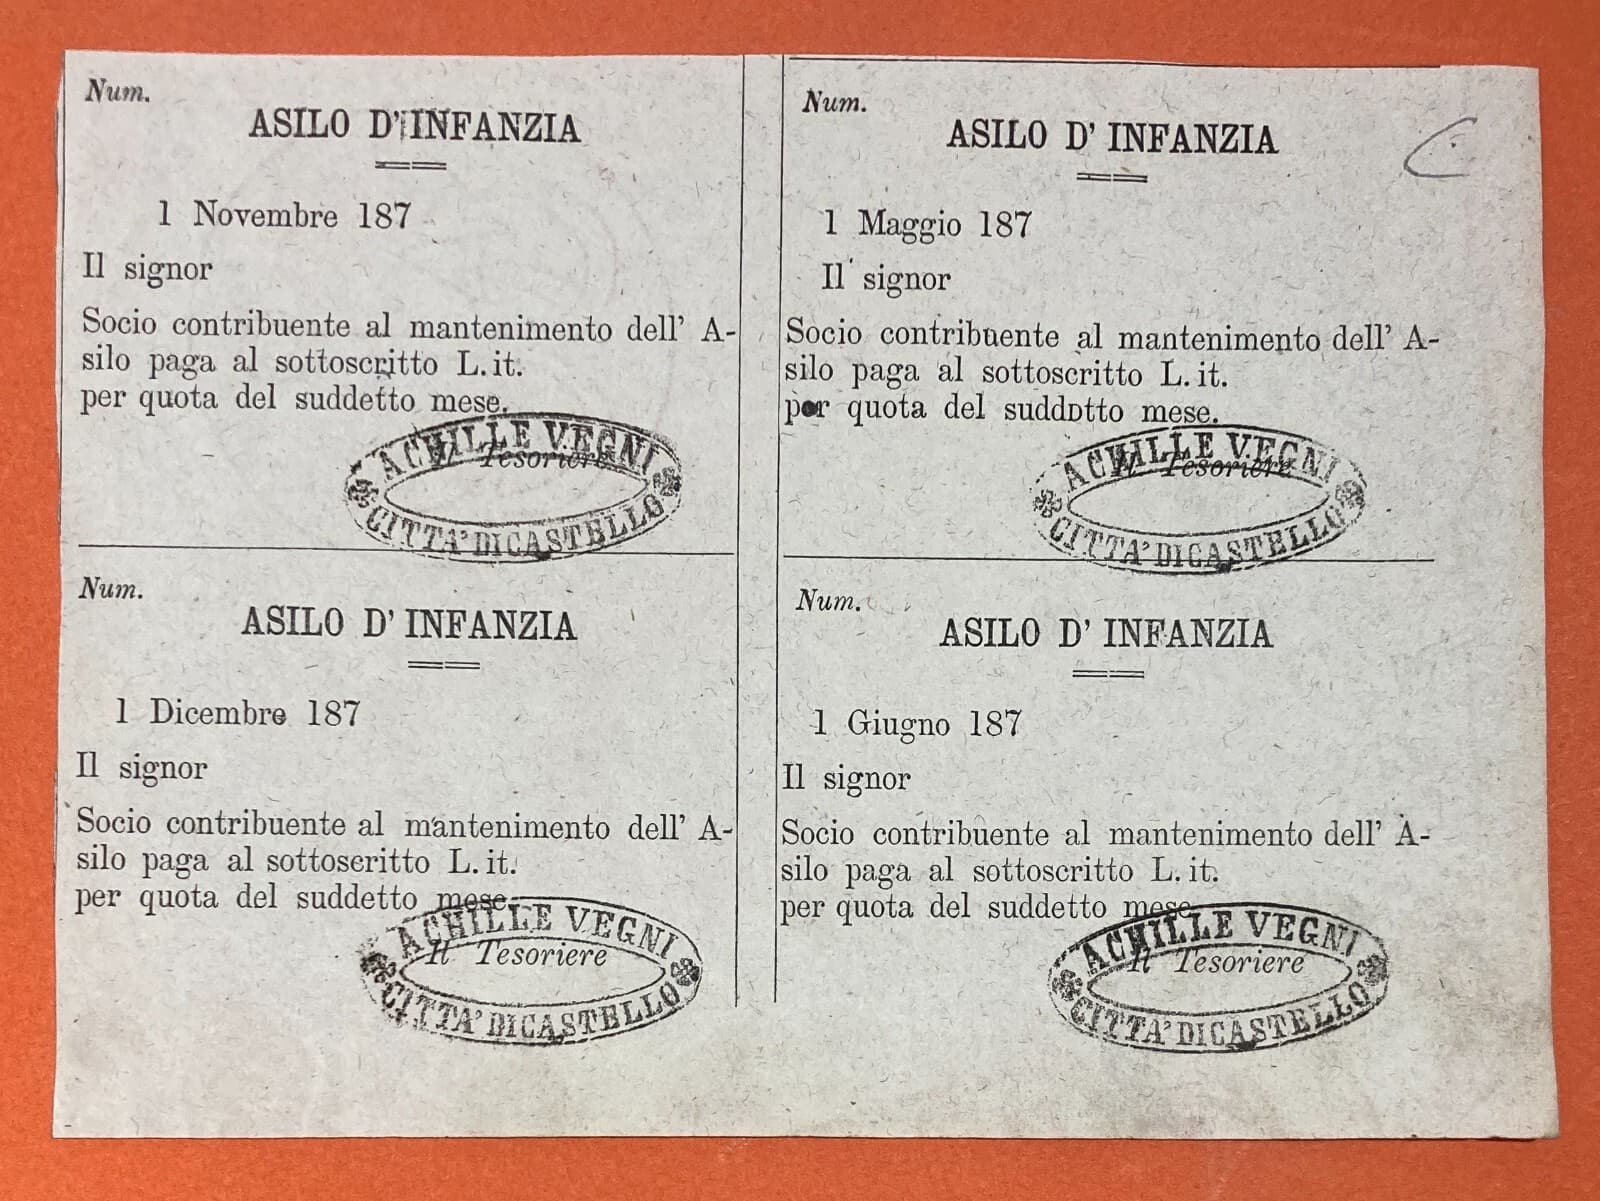 Num.
ASILO D' INFANZIA
1 Novembre 187
Il signor
Socio contribuente al mantenimento dell' A-
silo paga al sottoscritto L. it.
per quota del suddetto mese.
Il Tesoriere
ACHILLE VEGNI
CITTA' DI CASTELLO
Num.
ASILO D' INFANZIA
1 Dicembre 187
Il signor
Socio contribuente al mantenimento dell' A-
silo paga al sottoseritto L. it.
per quota del suddetto mese.
Il Tesoriere
ACHILLE VEGNI
CITTA' DI CASTELLO
Num.
ASILO D' INFANZIA
1 Maggio 187
Il signor
Socio contribuente al mantenimento dell' A-
silo paga al sottoscritto L. it.
per quota del suddDtto mese.
Il Tesoriere
ACHILLE VEGNI
CITTA' DI CASTELLO
Num.
ASILO D' INFANZIA
1 Giugno 187
Il signor
Socio contribuente al mantenimento dell' A-
silo paga al sottoscritto L. it.
per quota del suddetto mese
Il Tesoriere
ACHILLE VEGNI
CITTA' DI CASTELLO